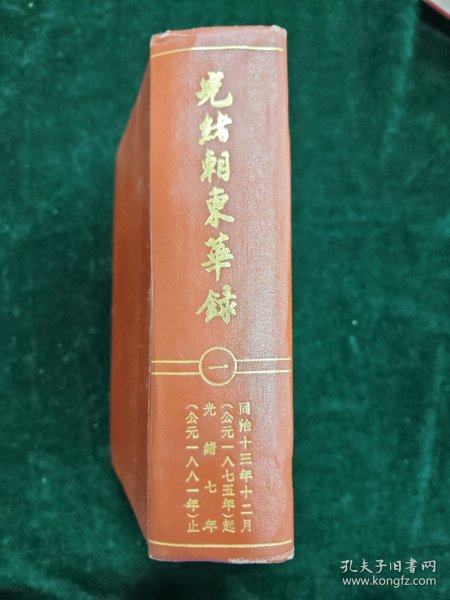 光緒朝東華錄
一
同治十三年十二月
(公元一八七五年)起
光緒七年
(公元一八八一年)止
孔夫子旧书网
www.kongfz.com